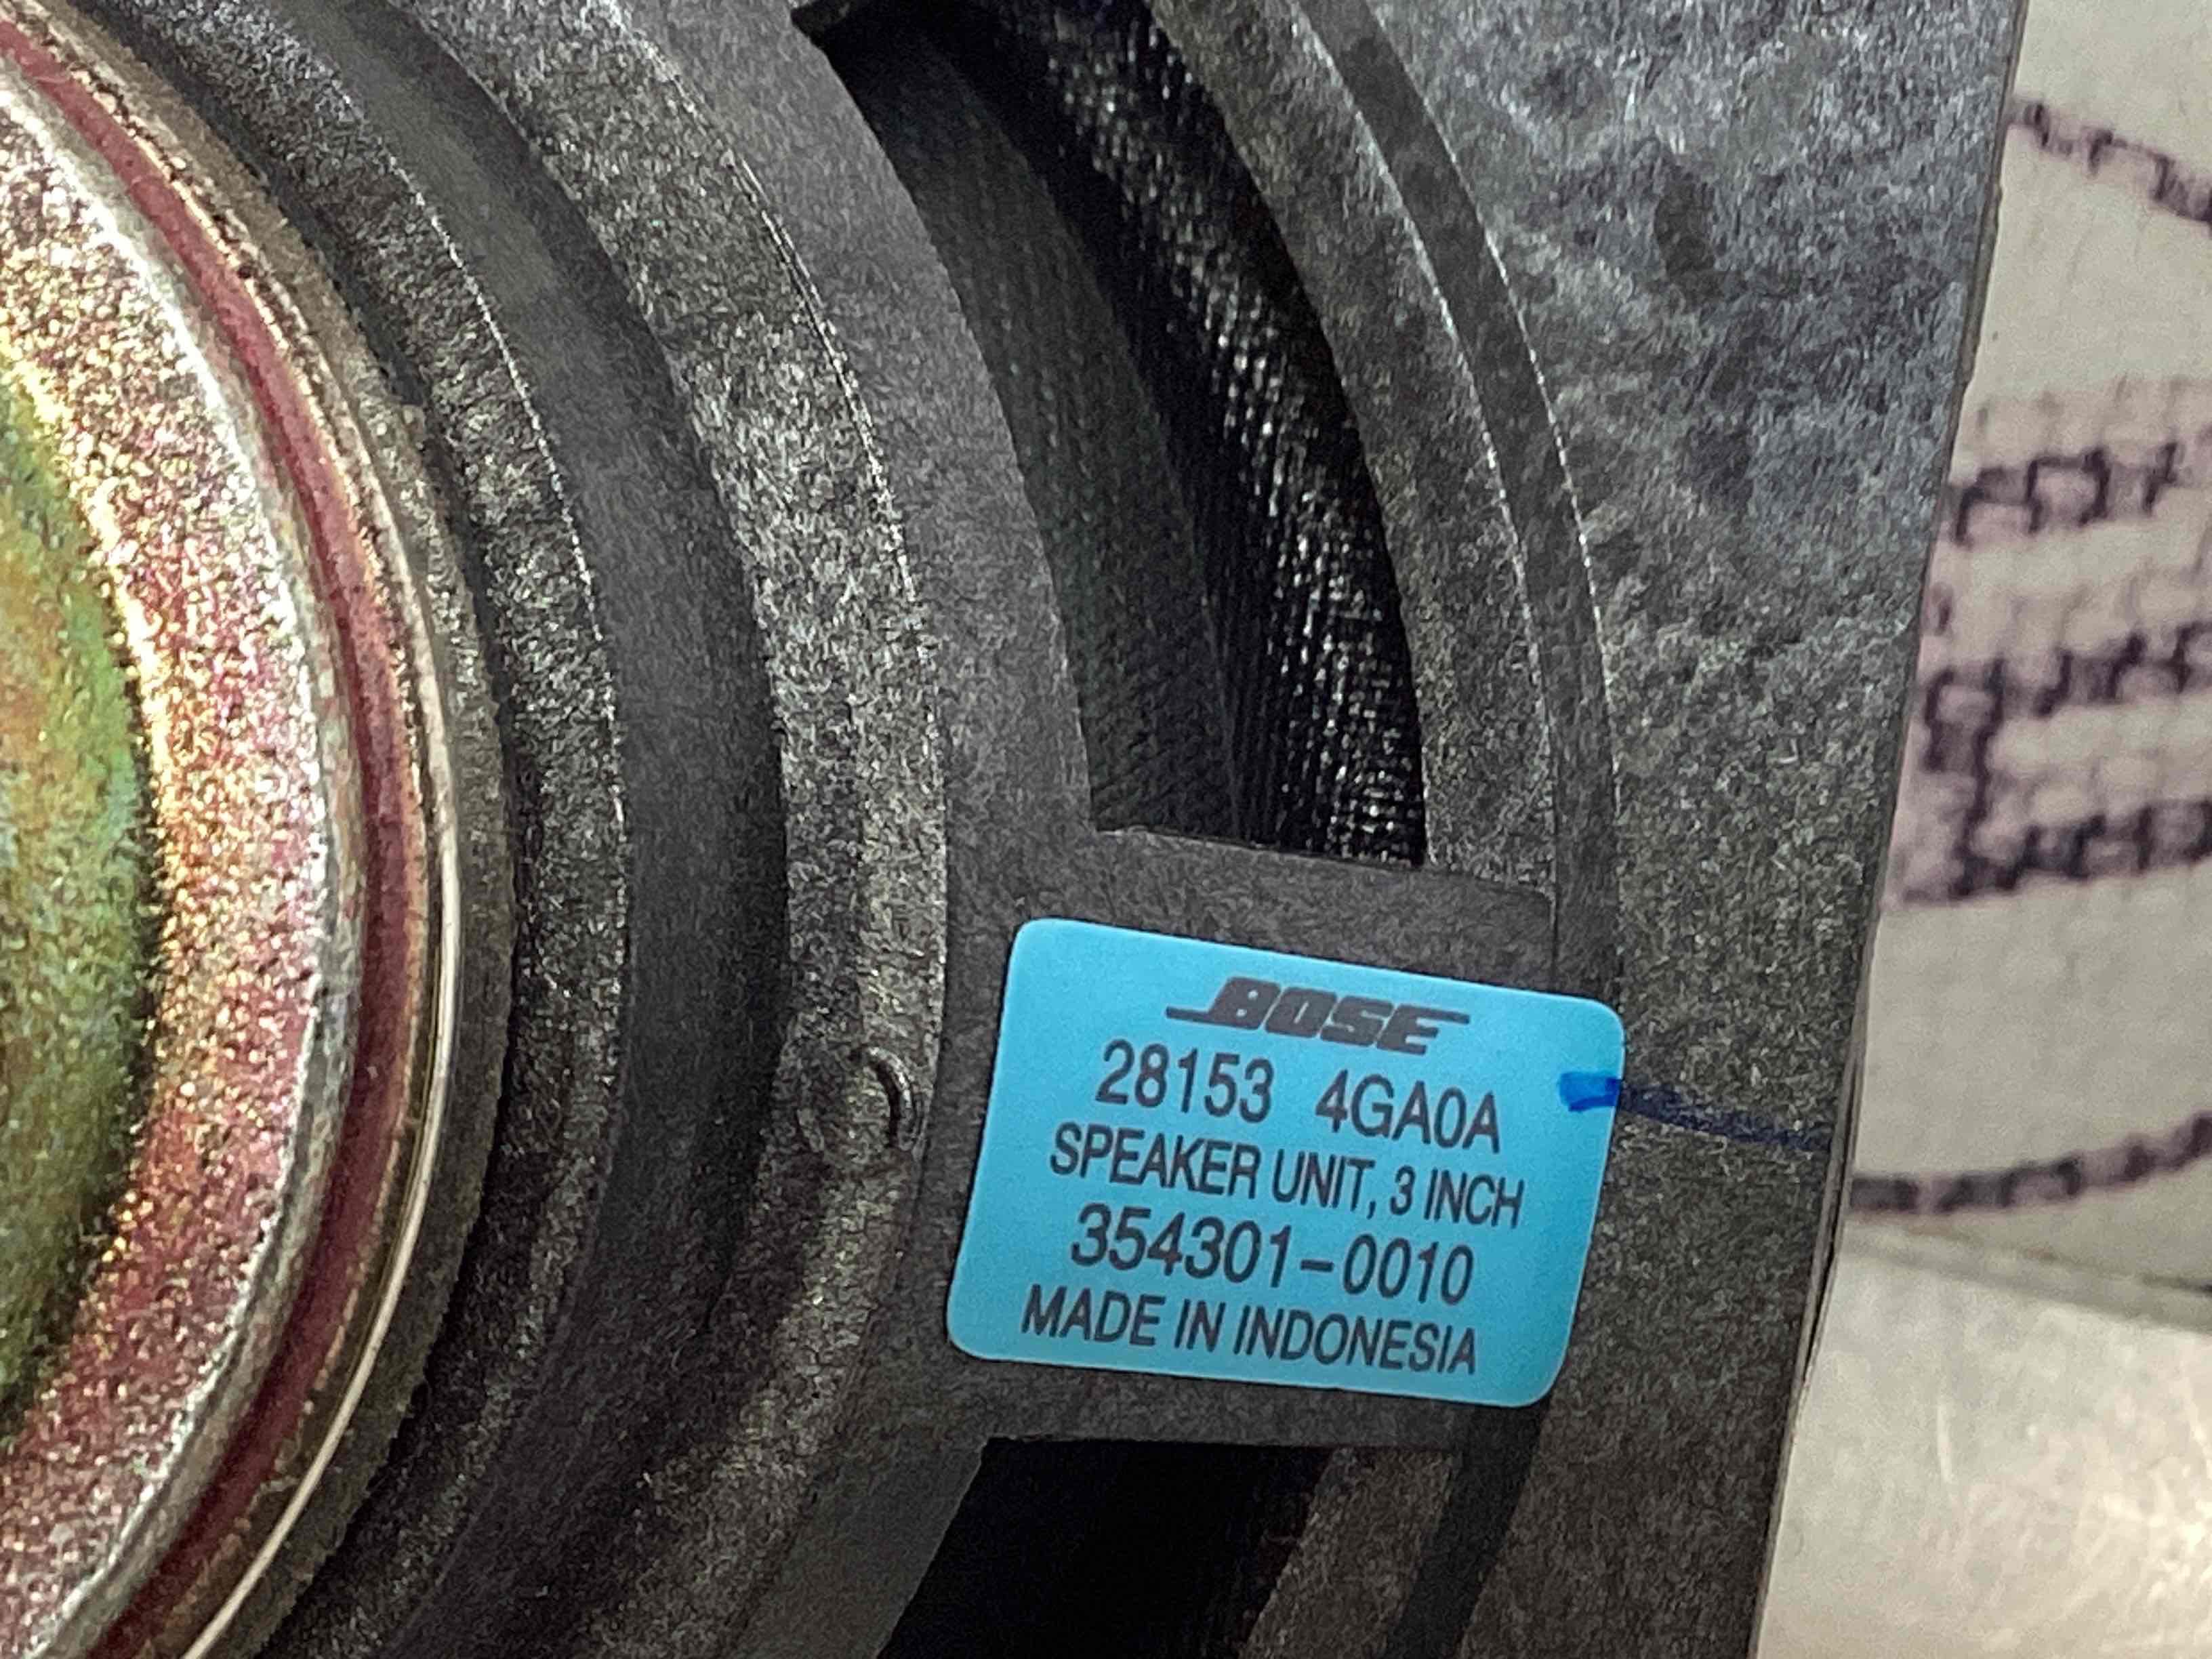 BOSE
28153 4GA0A
SPEAKER UNIT, 3 INCH
354301-0010
MADE IN INDONESIA